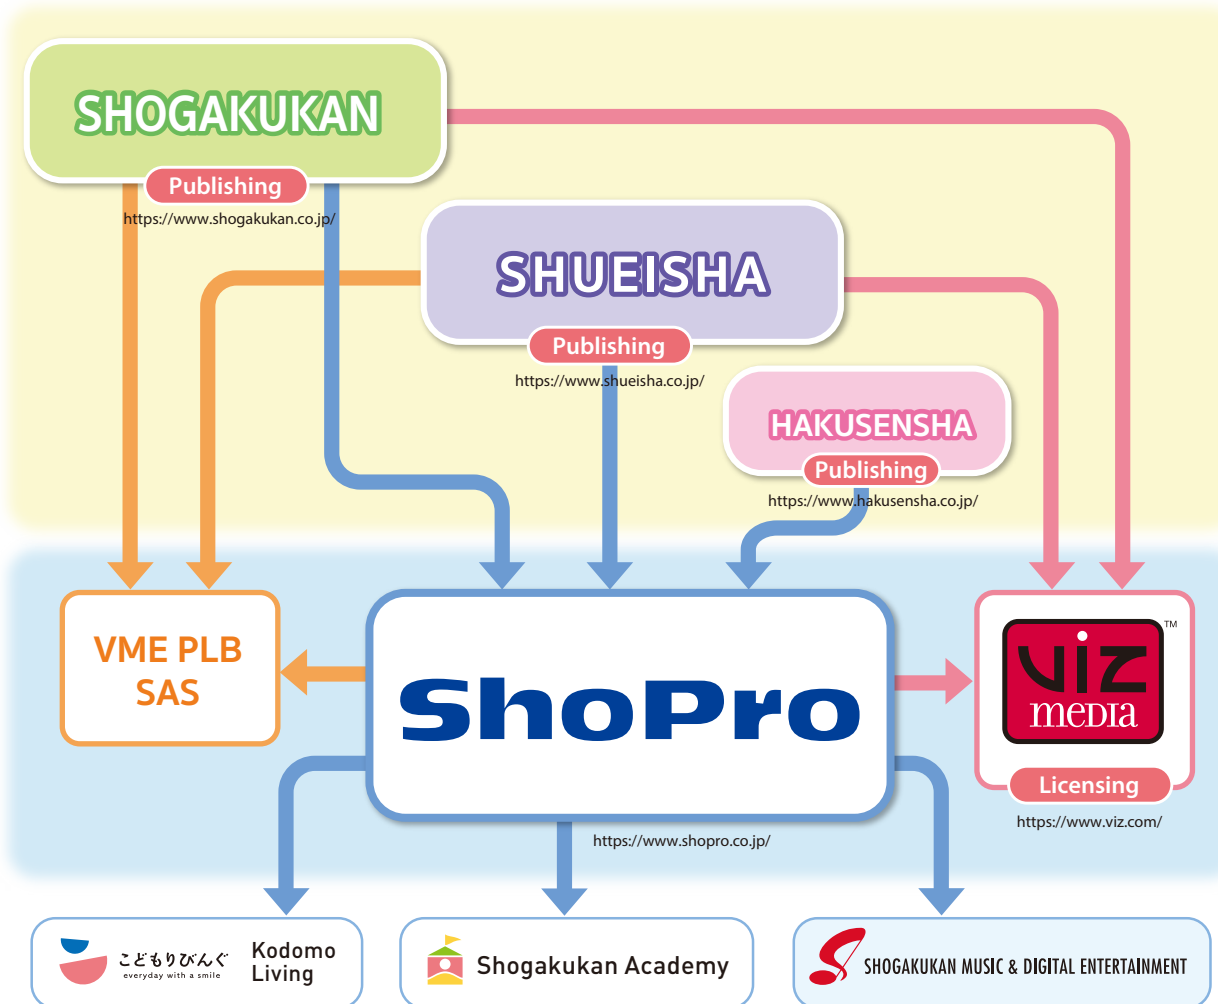 SHOGAKUKAN
Publishing
https://www.shogakukan.co.jp/
SHUEISHA
Publishing
https://www.shueisha.co.jp/
HAKUSENSHA
Publishing
https://www.hakusensha.co.jp/
VME PLB
SAS
ShoPro
https://www.shopro.co.jp/
viz
media
TM
Licensing
https://www.viz.com/
こどもりびんぐ
everyday with a smile
Kodomo
Living
Shogakukan Academy
SHOGAKUKAN MUSIC & DIGITAL ENTERTAINMENT